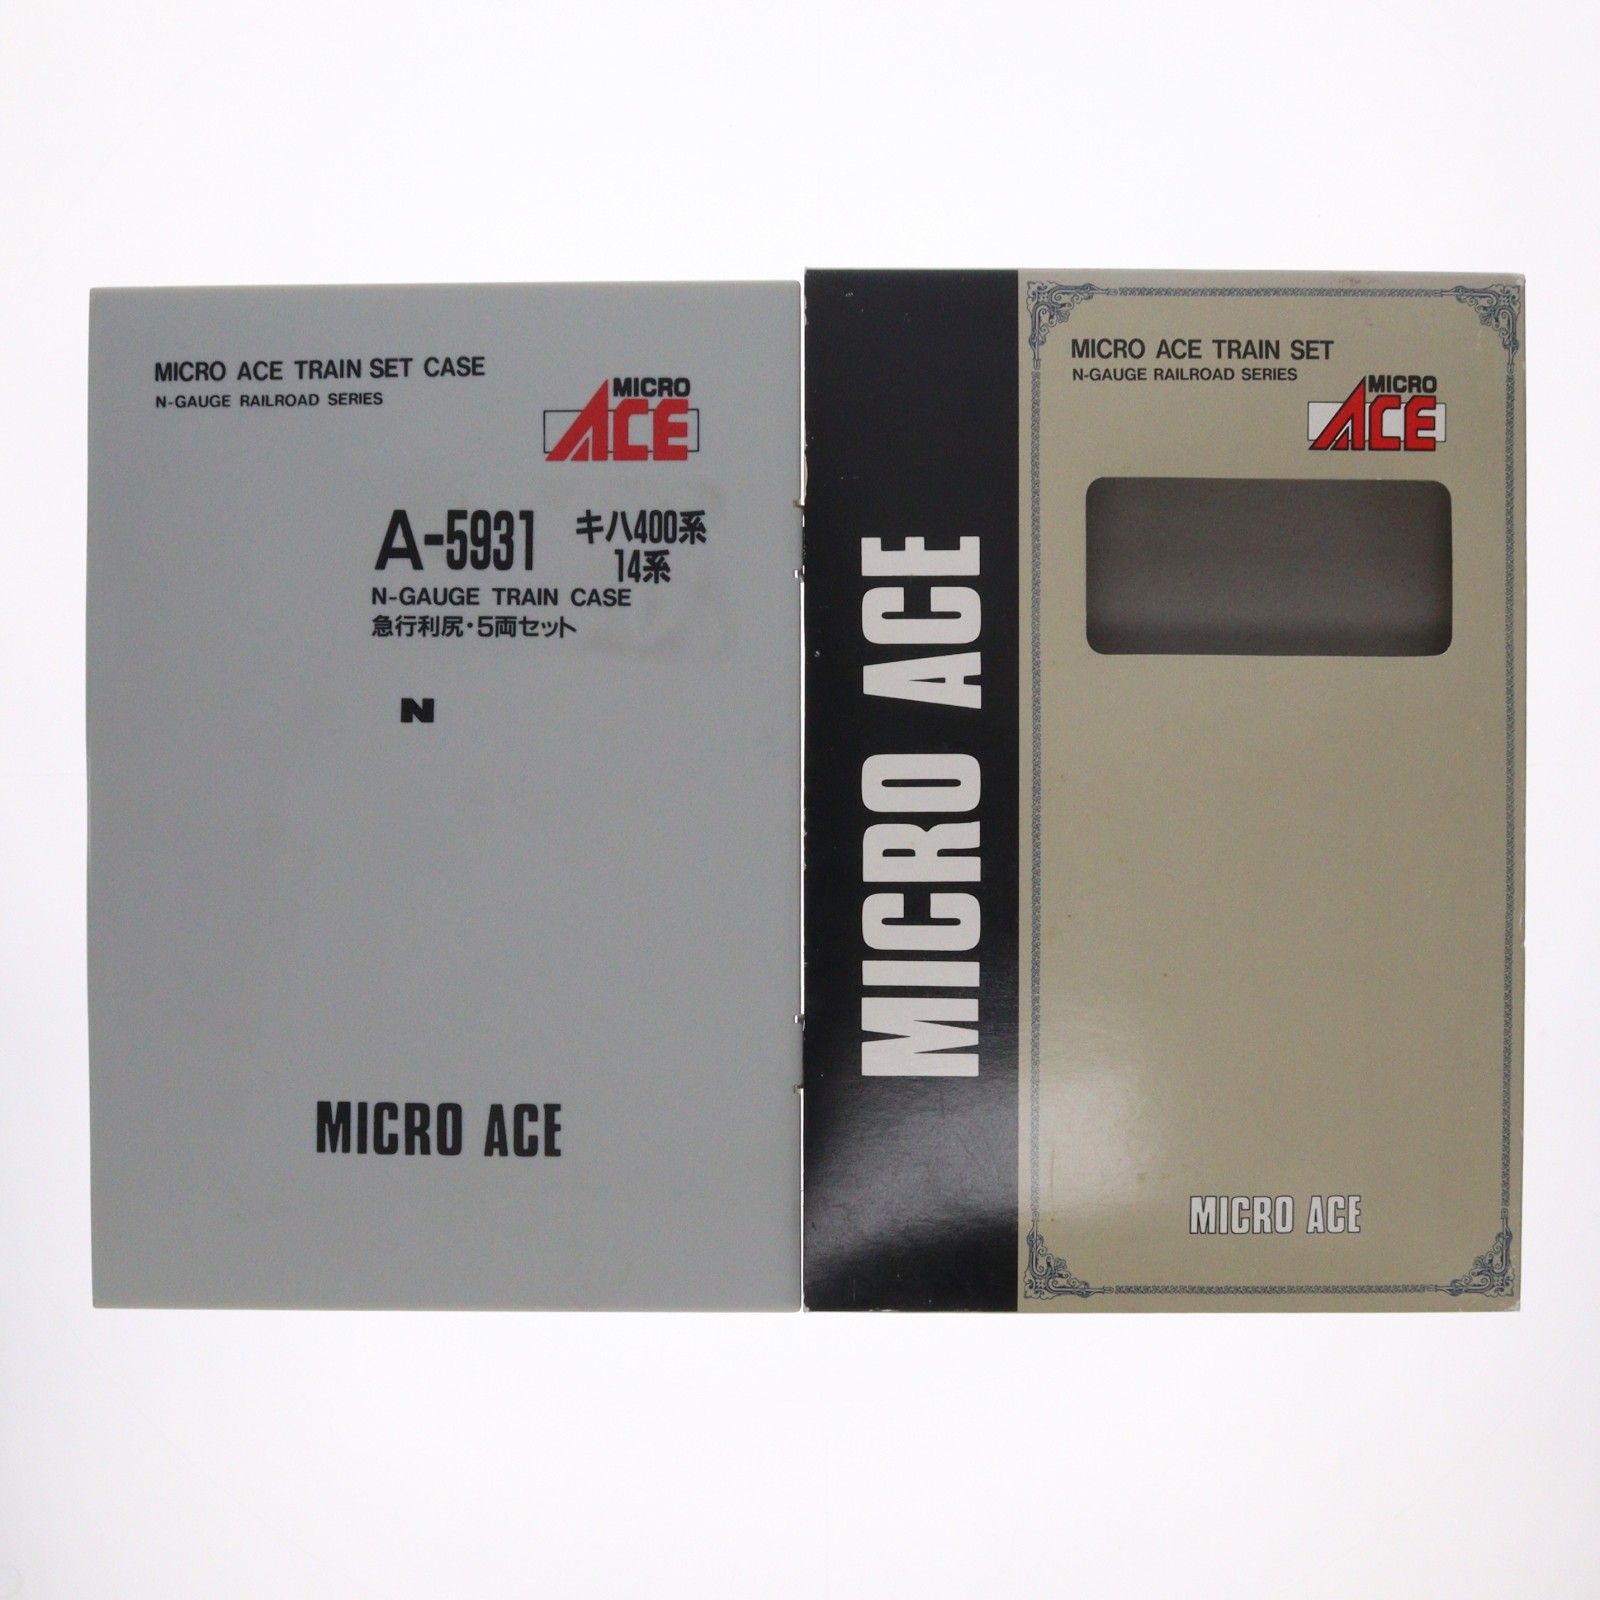 MICRO ACE TRAIN SET CASE
N-GAUGE RAILROAD SERIES
MICRO
ACE
A-5931
キハ400系
14系
N-GAUGE TRAIN CASE
急行利尻・5両セット
N
MICRO ACE
MICRO ACE
MICRO ACE TRAIN SET
N-GAUGE RAILROAD SERIES
MICRO
ACE
MICRO ACE